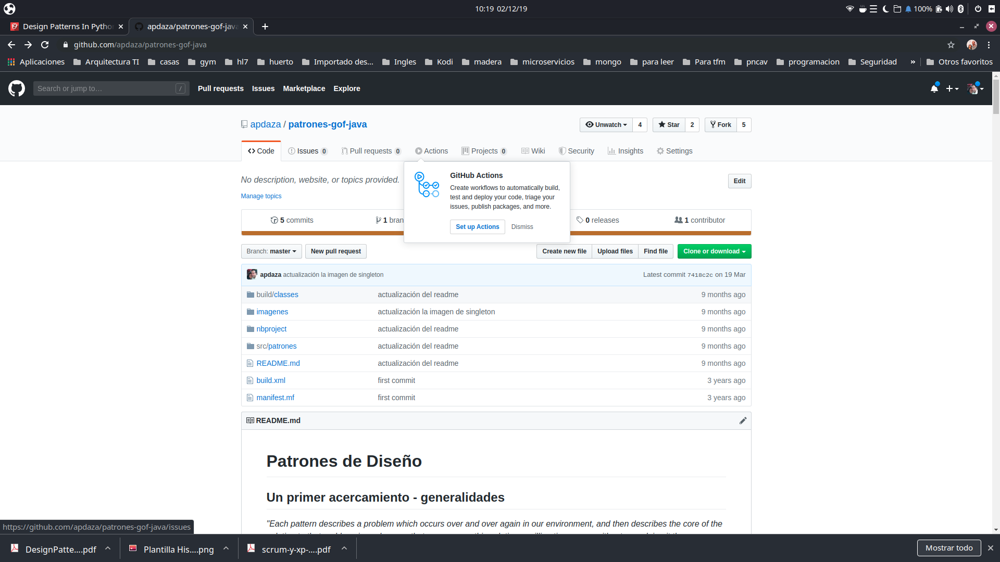 10:19 02/12/19
100%
Design Patterns In Pytho
apdaza/patrones-gof-java
github.com/apdaza/patrones-gof-java
Aplicaciones Arquitectura TI casas gym hl7 huerto Importado des... Ingles Kodi madera microservicios mongo para leer Para tfm pncav programacion Seguridad » Otros favoritos
Search or jump to... / Pull requests Issues Marketplace Explore
apdaza / patrones-gof-java
Unwatch 4 Star 2 Fork 5
Code Issues 0 Pull requests 0 Actions Projects 0 Wiki Security Insights Settings
GitHub Actions
Create workflows to automatically build,
test and deploy your code, triage your
issues, publish packages, and more.
Set up Actions Dismiss
No description, website, or topics provided.
Edit
Manage topics
5 commits 1 bran 0 releases 1 contributor
Branch: master New pull request Create new file Upload files Find file Clone or download
apdaza actualización la imagen de singleton Latest commit 7418c2c on 19 Mar
build/classes actualización del readme 9 months ago
imagenes actualización la imagen de singleton 9 months ago
nbproject actualización del readme 9 months ago
src/patrones actualización del readme 9 months ago
README.md actualización del readme 9 months ago
build.xml first commit 3 years ago
manifest.mf first commit 3 years ago
README.md
Patrones de Diseño
Un primer acercamiento - generalidades
"Each pattern describes a problem which occurs over and over again in our environment, and then describes the core of the
https://github.com/apdaza/patrones-gof-java/issues
DesignPatte....pdf Plantilla His....png scrum-y-xp-....pdf Mostrar todo